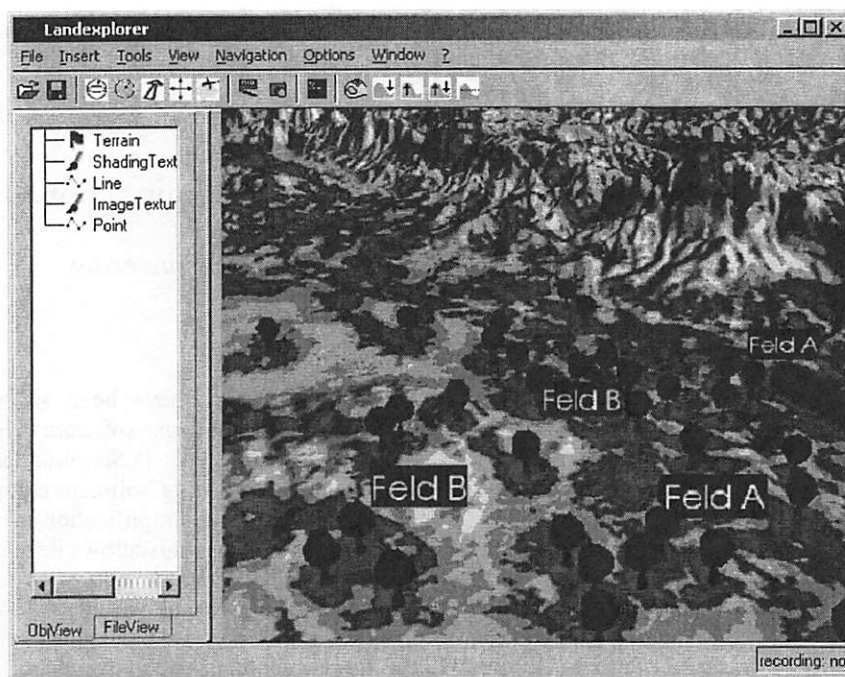 Landexplorer
File Insert Tools View Navigation Options Window ?
Terrain
ShadingText
Line
ImageTextur
Point
Feld A
Feld B
Feld B
Feld A
ObjView FileView
recording: no